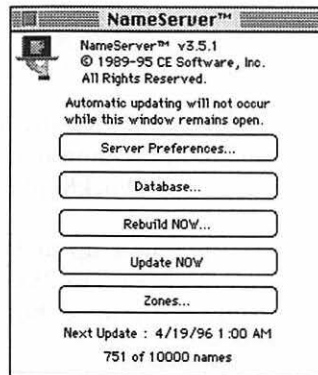 NameServer™
NameServer™ v3.5.1
© 1989-95 CE Software, Inc.
All Rights Reserved.
Automatic updating will not occur
while this window remains open.
Server Preferences...
Database...
Rebuild NOW...
Update NOW
Zones...
Next Update : 4/19/96 1:00 AM
751 of 10000 names